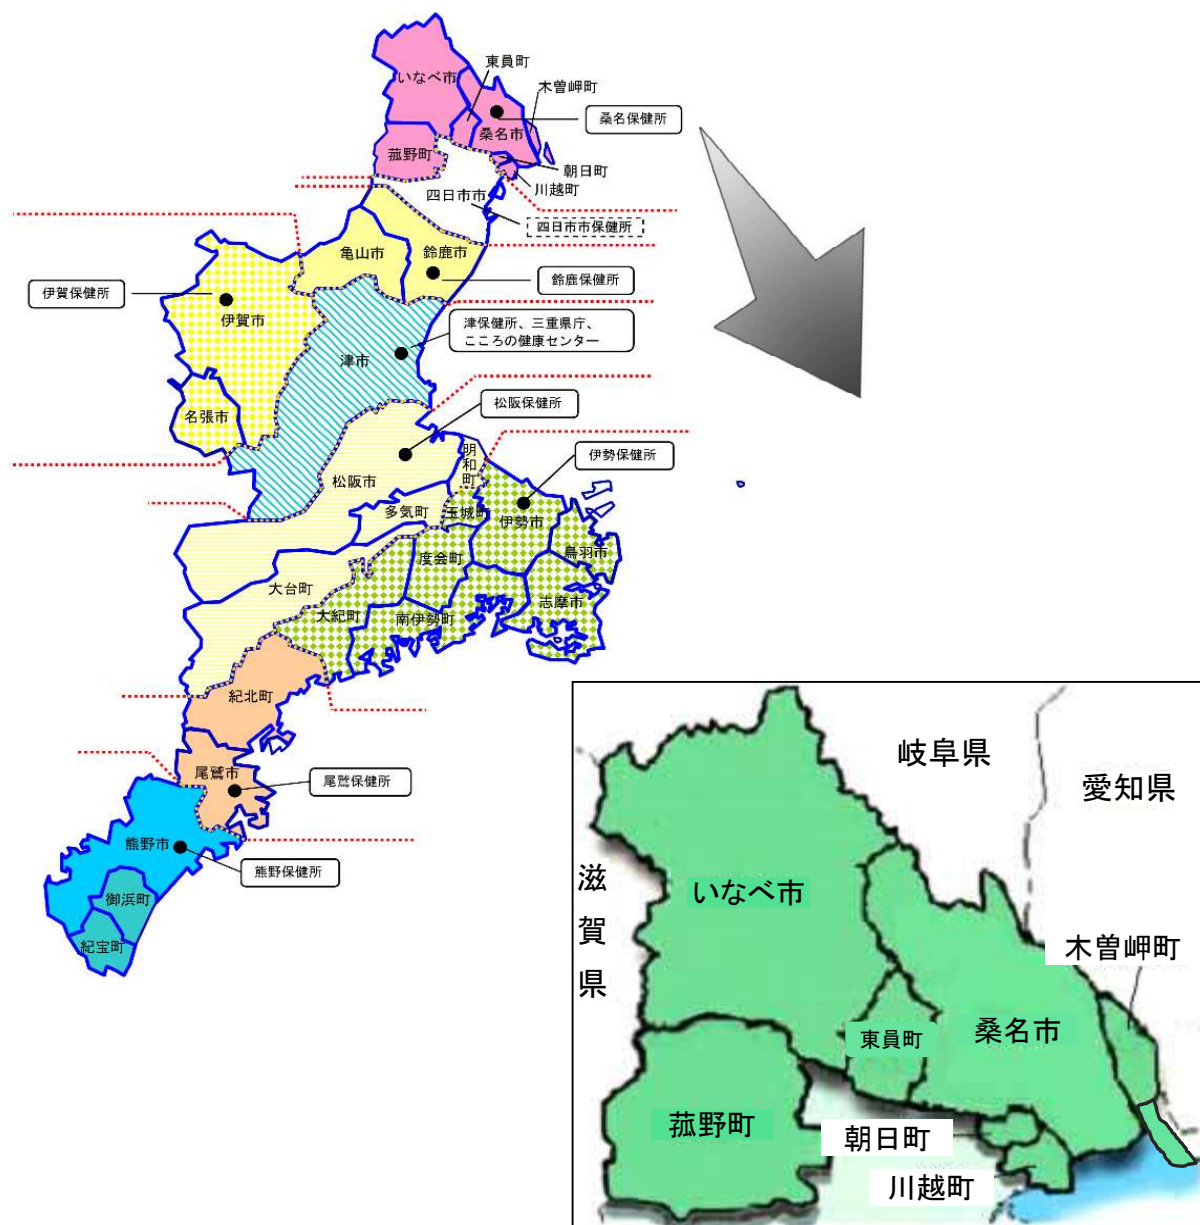 東員町
いなべ市
木曽岬町
桑名保健所
桑名市
菰野町
朝日町
川越町
四日市市
四日市市保健所
亀山市
鈴鹿市
鈴鹿保健所
伊賀保健所
伊賀市
津保健所、三重県庁、
こころの健康センター
津市
名張市
松阪保健所
明和町
伊勢保健所
松阪市
多気町
玉城町
伊勢市
度会町
鳥羽市
大台町
志摩市
大紀町
南伊勢町
紀北町
尾鷲市
尾鷲保健所
熊野市
熊野保健所
御浜町
紀宝町
岐阜県
愛知県
滋賀県
いなべ市
木曽岬町
東員町
桑名市
菰野町
朝日町
川越町